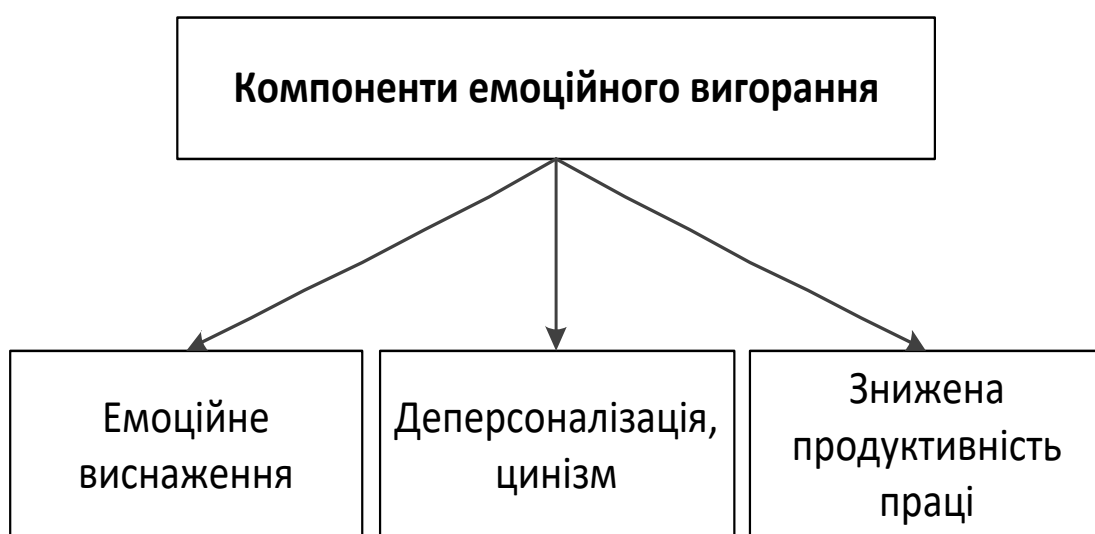 Компоненти емоційного вигорання
Емоційне
виснаження
Деперсоналізація,
цинізм
Знижена
продуктивність
праці